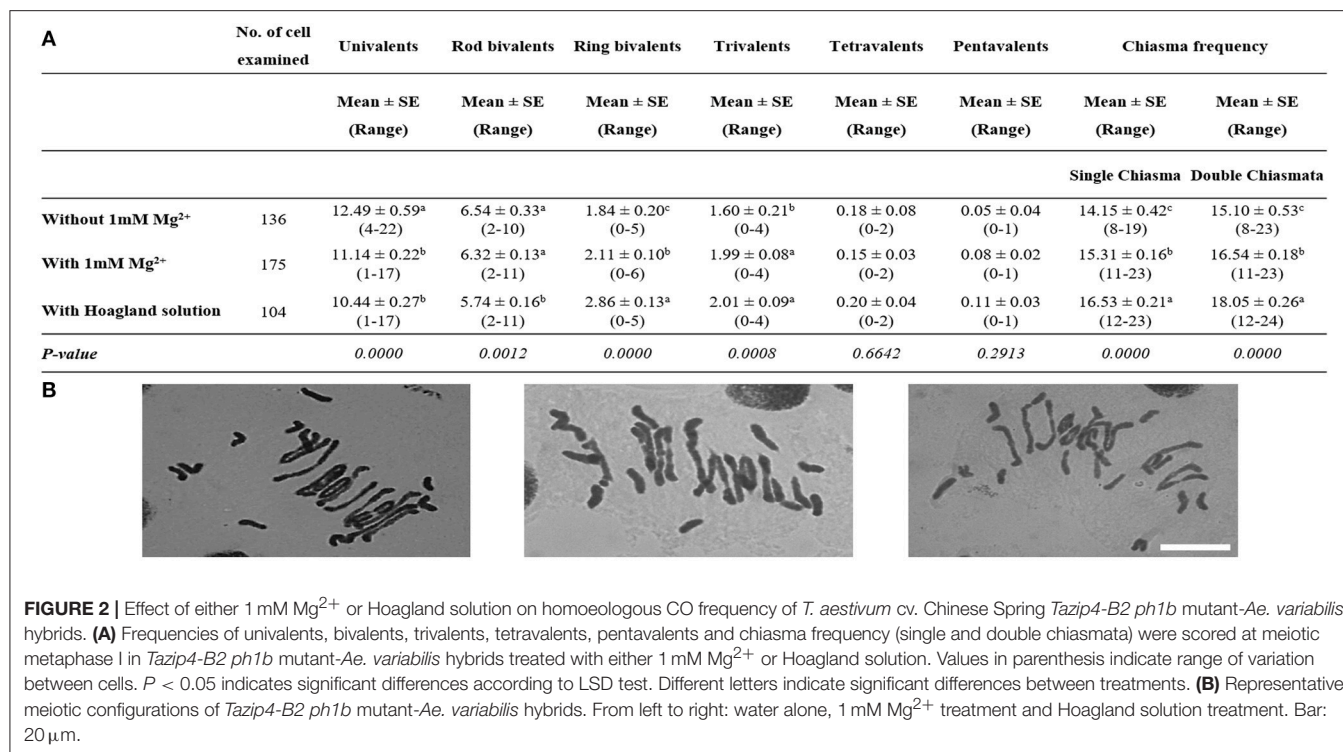 A
No. of cell examined Univalents Rod bivalents Ring bivalents Trivalents Tetravalents Pentavalents Chiasma frequency
Mean ± SE (Range) Mean ± SE (Range) Mean ± SE (Range) Mean ± SE (Range) Mean ± SE (Range) Mean ± SE (Range) Mean ± SE (Range) Mean ± SE (Range)
Single Chiasma Double Chiasmata
Without 1mM Mg²⁺ 136 12.49 ± 0.59ᵃ 6.54 ± 0.33ᵃ 1.84 ± 0.20ᶜ 1.60 ± 0.21ᵇ 0.18 ± 0.08 0.05 ± 0.04 14.15 ± 0.42ᶜ 15.10 ± 0.53ᶜ
(4-22) (2-10) (0-5) (0-4) (0-2) (0-1) (8-19) (8-23)
With 1mM Mg²⁺ 175 11.14 ± 0.22ᵇ 6.32 ± 0.13ᵃ 2.11 ± 0.10ᵇ 1.99 ± 0.08ᵃ 0.15 ± 0.03 0.08 ± 0.02 15.31 ± 0.16ᵇ 16.54 ± 0.18ᵇ
(1-17) (2-11) (0-6) (0-4) (0-2) (0-1) (11-23) (11-23)
With Hoagland solution 104 10.44 ± 0.27ᵇ 5.74 ± 0.16ᵇ 2.86 ± 0.13ᵃ 2.01 ± 0.09ᵃ 0.20 ± 0.04 0.11 ± 0.03 16.53 ± 0.21ᵃ 18.05 ± 0.26ᵃ
(1-17) (2-11) (0-5) (0-4) (0-2) (0-1) (12-23) (12-24)
P-value 0.0000 0.0012 0.0000 0.0008 0.6642 0.2913 0.0000 0.0000
B
FIGURE 2 | Effect of either 1 mM Mg²⁺ or Hoagland solution on homoeologous CO frequency of T. aestivum cv. Chinese Spring Tazip4-B2 ph1b mutant-Ae. variabilis
hybrids. (A) Frequencies of univalents, bivalents, trivalents, tetravalents, pentavalents and chiasma frequency (single and double chiasmata) were scored at meiotic
metaphase I in Tazip4-B2 ph1b mutant-Ae. variabilis hybrids treated with either 1 mM Mg²⁺ or Hoagland solution. Values in parenthesis indicate range of variation
between cells. P < 0.05 indicates significant differences according to LSD test. Different letters indicate significant differences between treatments. (B) Representative
meiotic configurations of Tazip4-B2 ph1b mutant-Ae. variabilis hybrids. From left to right: water alone, 1 mM Mg²⁺ treatment and Hoagland solution treatment. Bar:
20 μm.